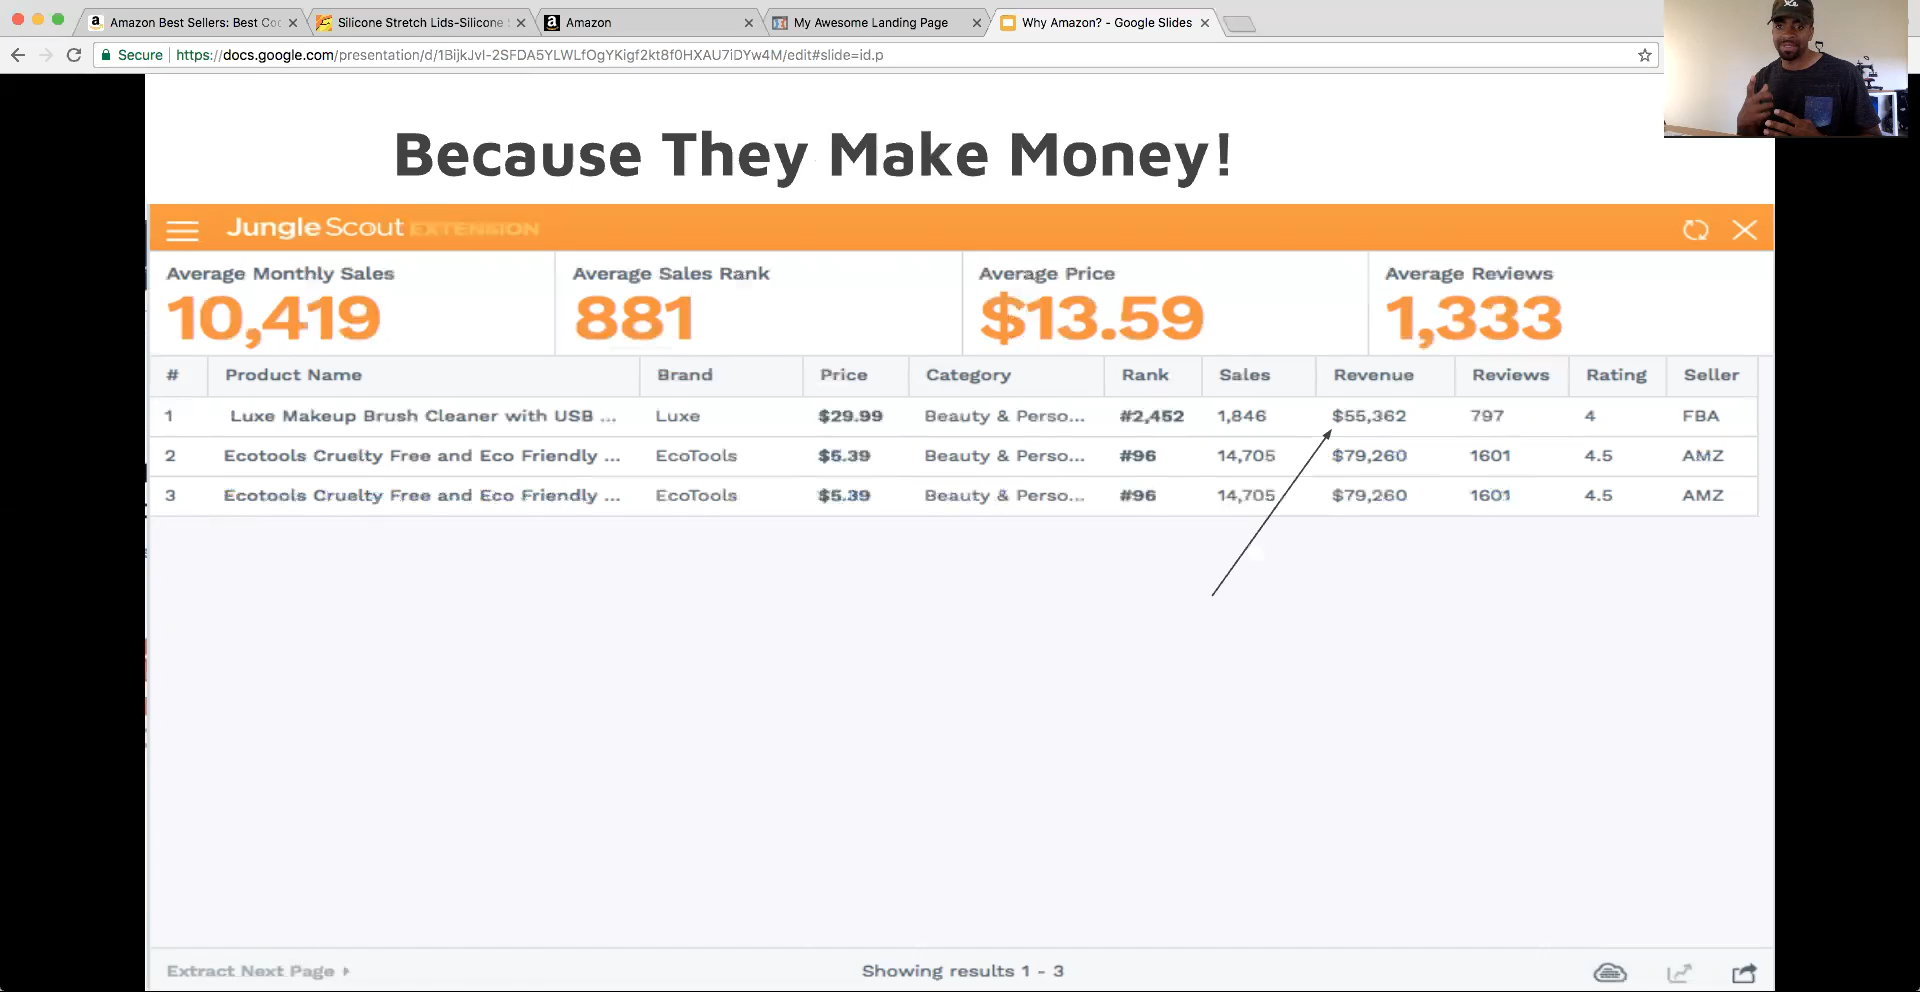 Amazon Best Sellers: Best Coo
Silicone Stretch Lids-Silicone S
Amazon
My Awesome Landing Page
Why Amazon? - Google Slides
Secure https://docs.google.com/presentation/d/1BijkJvl-2SFDA5YLWLfOgYKigf2kt8f0HXAU7iDYw4M/edit#slide=id.p
Because They Make Money!
Jungle Scout EXTENSION
Average Monthly Sales
10,419
Average Sales Rank
881
Average Price
$13.59
Average Reviews
1,333
# Product Name Brand Price Category Rank Sales Revenue Reviews Rating Seller
1 Luxe Makeup Brush Cleaner with USB ... Luxe $29.99 Beauty & Perso... #2,452 1,846 $55,362 797 4 FBA
2 Ecotools Cruelty Free and Eco Friendly ... EcoTools $5.39 Beauty & Perso... #96 14,705 $79,260 1601 4.5 AMZ
3 Ecotools Cruelty Free and Eco Friendly ... EcoTools $5.39 Beauty & Perso... #96 14,705 $79,260 1601 4.5 AMZ
Extract Next Page
Showing results 1 - 3